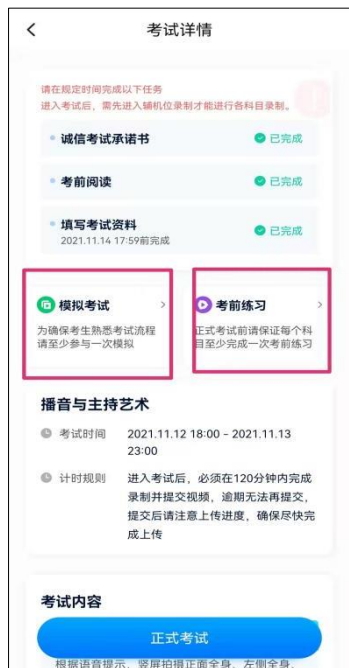 考试详情
请在规定时间完成以下任务
进入考试后，需先进入辅机位录制才能进行各科目录制。
诚信考试承诺书
已完成
考前阅读
已完成
填写考试资料
2021.11.14 17:59前完成
已完成
模拟考试
为确保考生熟悉考试流程
请至少参与一次模拟
考前练习
正式考试前请保证每个科
目至少完成一次考前练习
播音与主持艺术
考试时间
2021.11.12 18:00 - 2021.11.13
23:00
计时规则
进入考试后，必须在120分钟内完成
录制并提交视频，逾期无法再提交，
提交后请注意上传进度，确保尽快完
成上传
考试内容
正式考试
根据语音提示，竖屏拍摄正面全身、左侧全身、